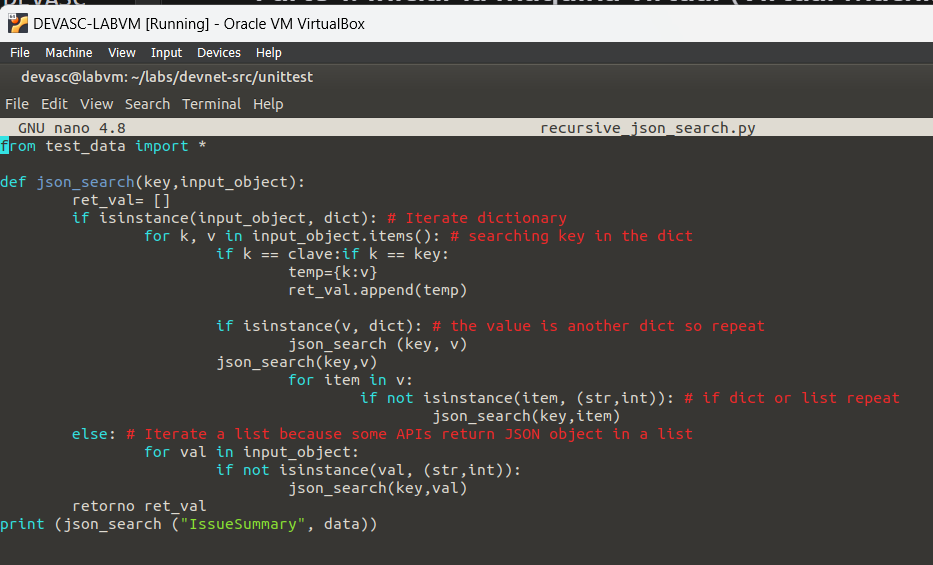 DEVASC-LABVM [Running] - Oracle VM VirtualBox
File Machine View Input Devices Help
devasc@labvm: ~/labs/devnet-src/unittest
File Edit View Search Terminal Help
GNU nano 4.8 recursive_json_search.py
from test_data import *
def json_search(key,input_object):
ret_val= []
if isinstance(input_object, dict): # Iterate dictionary
for k, v in input_object.items(): # searching key in the dict
if k == clave:if k == key:
temp={k:v}
ret_val.append(temp)
if isinstance(v, dict): # the value is another dict so repeat
json_search (key, v)
json_search(key,v)
for item in v:
if not isinstance(item, (str,int)): # if dict or list repeat
json_search(key,item)
else: # Iterate a list because some APIs return JSON object in a list
for val in input_object:
if not isinstance(val, (str,int)):
json_search(key,val)
retorno ret_val
print (json_search ("IssueSummary", data))